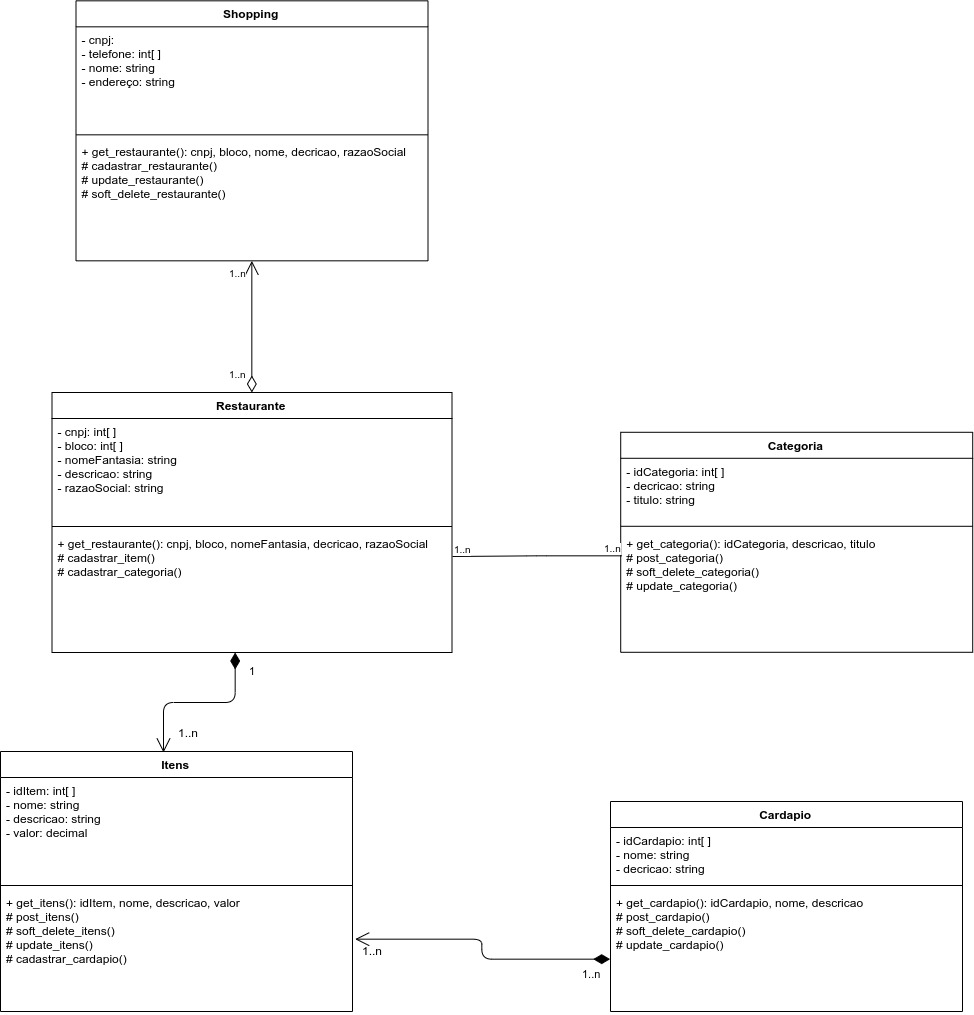 Shopping
- cnpj:
- telefone: int[ ]
- nome: string
- endereço: string
+ get_restaurante(): cnpj, bloco, nome, decricao, razaoSocial
# cadastrar_restaurante()
# update_restaurante()
# soft_delete_restaurante()
1..n
1..n
Restaurante
- cnpj: int[ ]
- bloco: int[ ]
- nomeFantasia: string
- descricao: string
- razaoSocial: string
+ get_restaurante(): cnpj, bloco, nomeFantasia, decricao, razaoSocial
# cadastrar_item()
# cadastrar_categoria()
1..n
1..n
Categoria
- idCategoria: int[ ]
- decricao: string
- titulo: string
+ get_categoria(): idCategoria, descricao, titulo
# post_categoria()
# soft_delete_categoria()
# update_categoria()
1
1..n
Itens
- idItem: int[ ]
- nome: string
- descricao: string
- valor: decimal
+ get_itens(): idItem, nome, descricao, valor
# post_itens()
# soft_delete_itens()
# update_itens()
# cadastrar_cardapio()
1..n
1..n
Cardapio
- idCardapio: int[ ]
- nome: string
- decricao: string
+ get_cardapio(): idCardapio, nome, descricao
# post_cardapio()
# soft_delete_cardapio()
# update_cardapio()